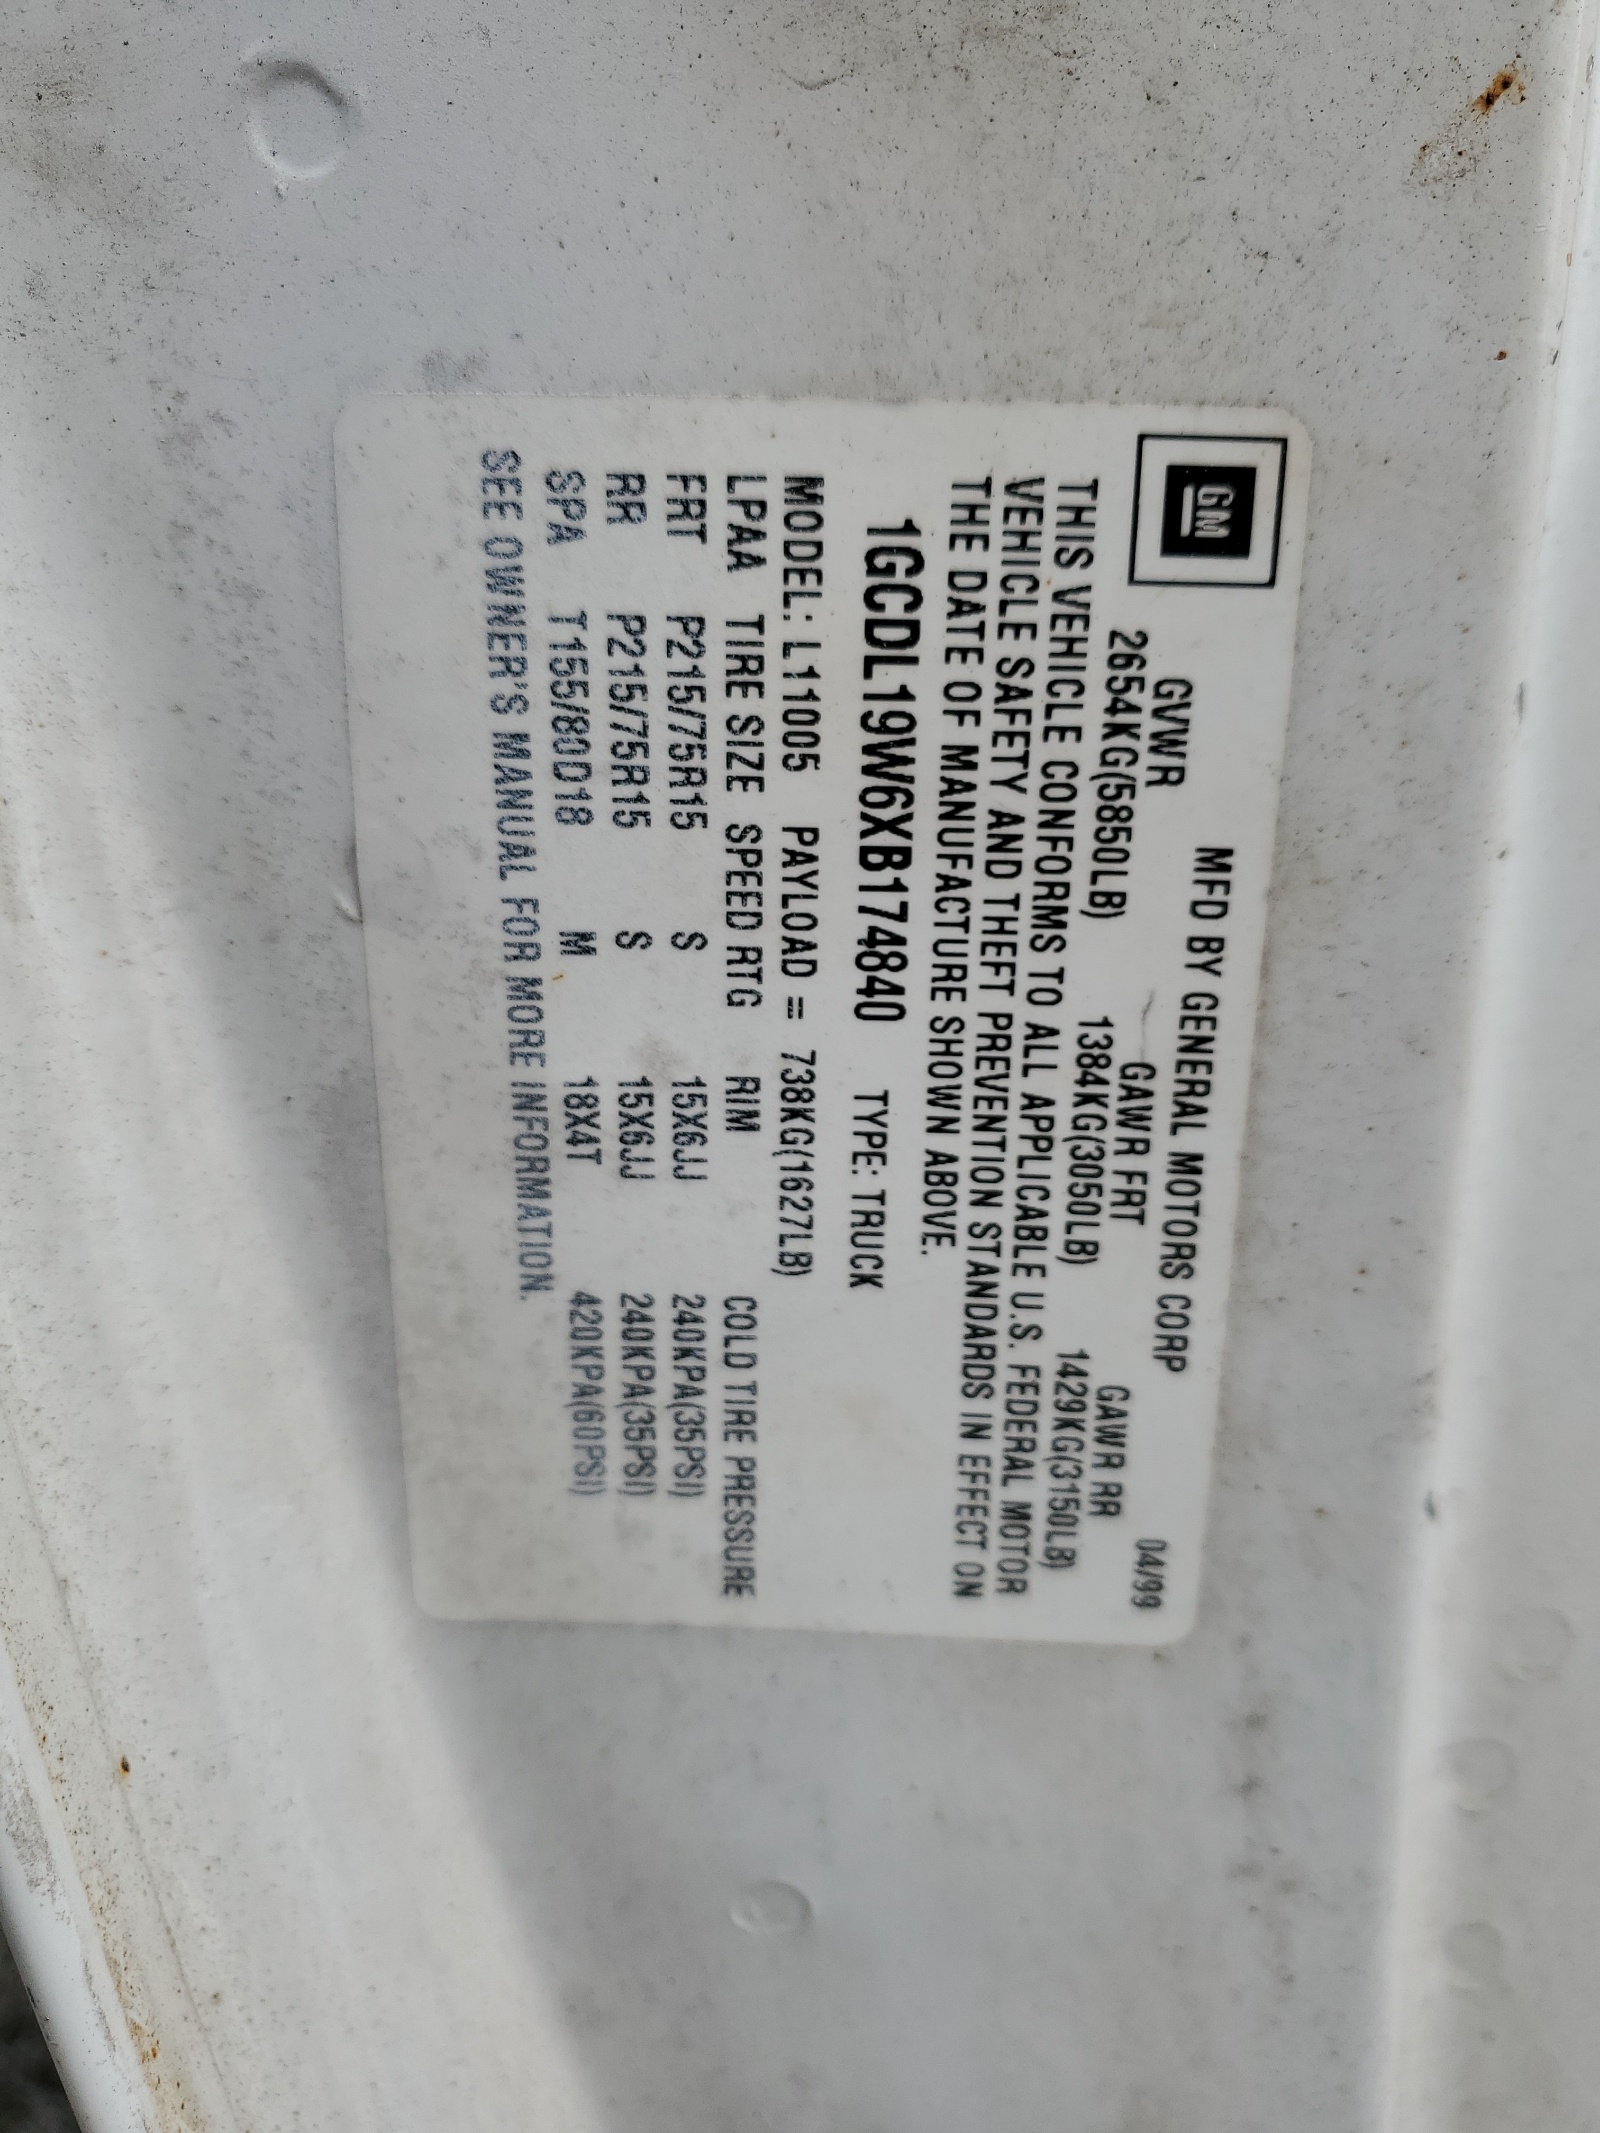 GM
MFD BY GENERAL MOTORS CORP
04/99
GVWR GAWR FRT GAWR RR
2654KG(5850LB) 1384KG(3050LB) 1429KG(3150LB)
THIS VEHICLE CONFORMS TO ALL APPLICABLE U.S. FEDERAL MOTOR
VEHICLE SAFETY AND THEFT PREVENTION STANDARDS IN EFFECT ON
THE DATE OF MANUFACTURE SHOWN ABOVE.
1GCDL19W6XB174840 TYPE: TRUCK
MODEL: L11005 PAYLOAD = 738KG(1627LB)
LPAA TIRE SIZE SPEED RTG RIM COLD TIRE PRESSURE
FRT P215/75R15 S 15X6JJ 240KPA(35PSI)
RR P215/75R15 S 15X6JJ 240KPA(35PSI)
SPA T155/80D18 M 18X4T 420KPA(60PSI)
SEE OWNER'S MANUAL FOR MORE INFORMATION.